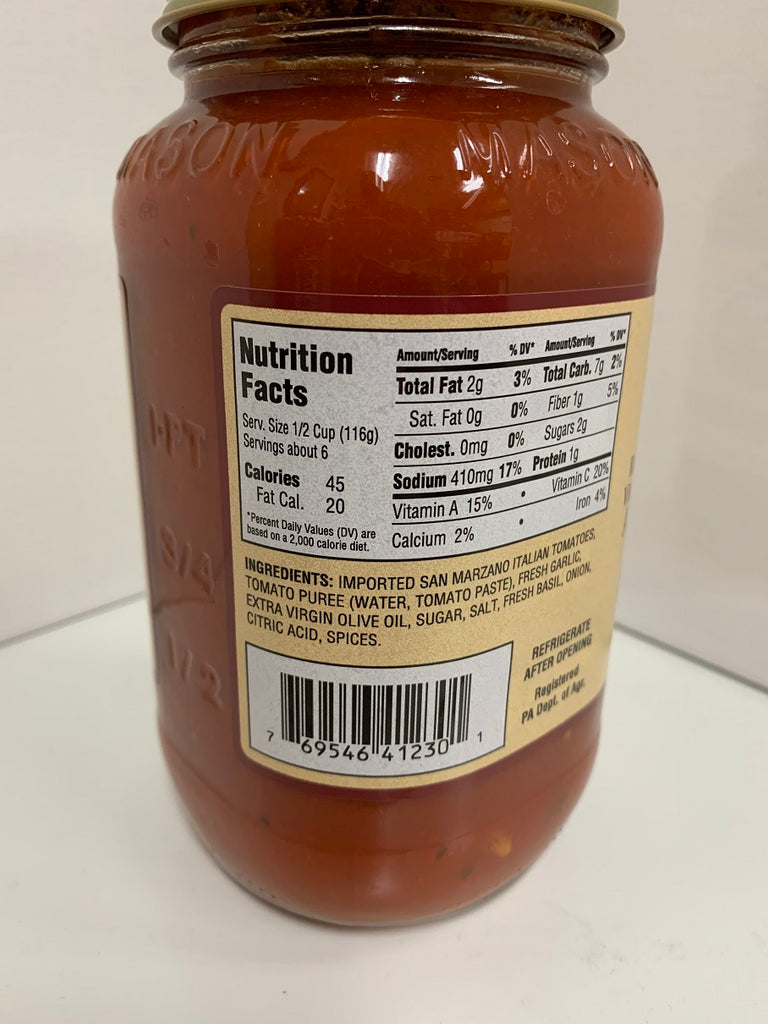 MASON
MASON
1-PT
3/4
1/2
Nutrition
Facts
Serv. Size 1/2 Cup (116g)
Servings about 6
Calories 45
Fat Cal. 20
*Percent Daily Values (DV) are
based on a 2,000 calorie diet.
Amount/Serving % DV* Amount/Serving % DV*
Total Fat 2g 3% Total Carb. 7g 2%
Sat. Fat 0g 0% Fiber 1g 5%
Cholest. 0mg 0% Sugars 2g
Sodium 410mg 17% Protein 1g
Vitamin A 15% • Vitamin C 20%
Calcium 2% • Iron 4%
INGREDIENTS: IMPORTED SAN MARZANO ITALIAN TOMATOES,
TOMATO PUREE (WATER, TOMATO PASTE), FRESH GARLIC,
EXTRA VIRGIN OLIVE OIL, SUGAR, SALT, FRESH BASIL, ONION,
CITRIC ACID, SPICES.
REFRIGERATE
AFTER OPENING
Registered
PA Dept. of Agr.
7 69546 41230 1